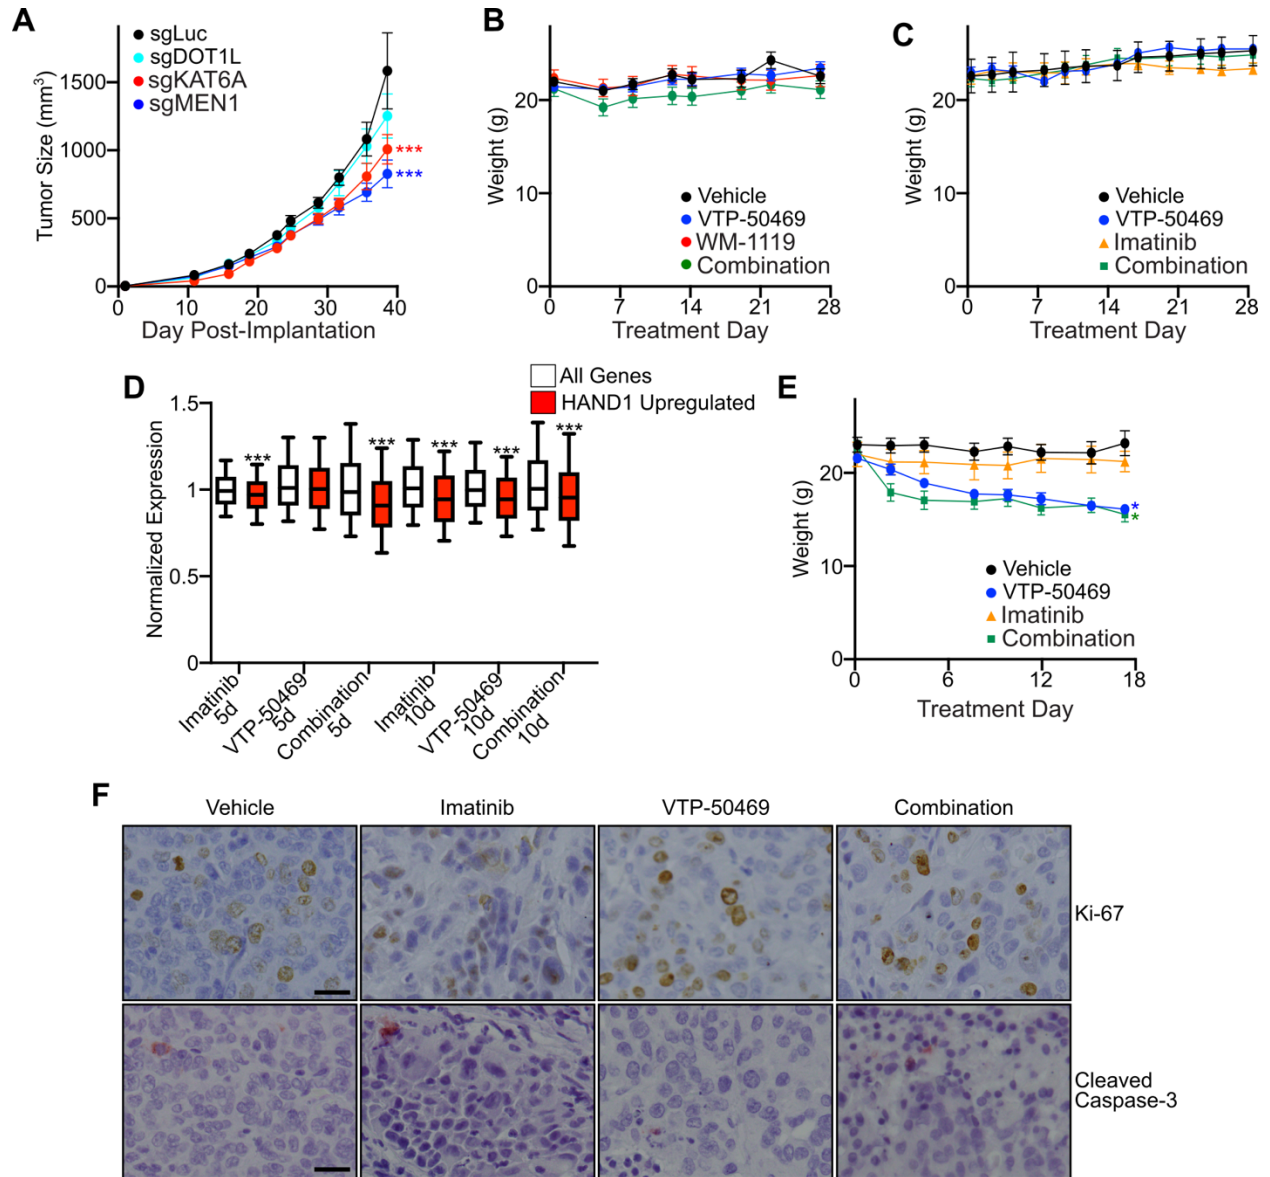 A
sgLuc
sgDOT1L
sgKAT6A
sgMEN1
Tumor Size (mm³)
1500
1000
500
0
***
***
0 10 20 30 40
Day Post-Implantation
B
Weight (g)
20
10
0
Vehicle
VTP-50469
WM-1119
Combination
0 7 14 21 28
Treatment Day
C
Weight (g)
20
10
0
Vehicle
VTP-50469
Imatinib
Combination
0 7 14 21 28
Treatment Day
D
All Genes
HAND1 Upregulated
Normalized Expression
1.5
1
0.5
0
*** *** *** *** ***
Imatinib
5d
VTP-50469
5d
Combination
5d
Imatinib
10d
VTP-50469
10d
Combination
10d
E
Weight (g)
20
10
0
*
*
Vehicle
VTP-50469
Imatinib
Combination
0 6 12 18
Treatment Day
F
Vehicle Imatinib VTP-50469 Combination
Ki-67
Cleaved
Caspase-3